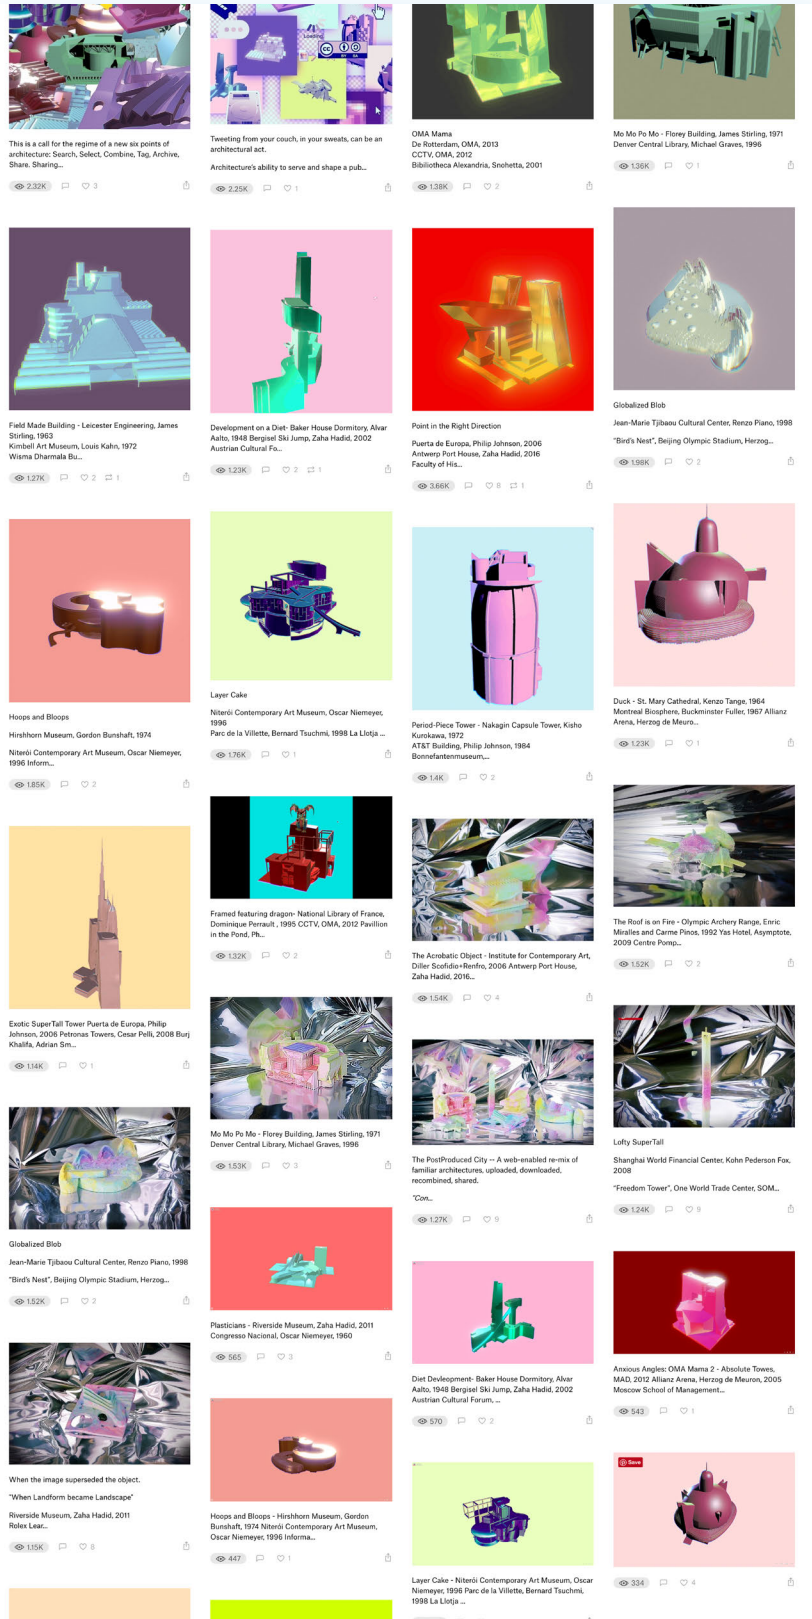 This is a call for the regime of a new six points of
architecture: Search, Select, Combine, Tag, Archive,
Share. Sharing...
2.32K 3
Field Made Building - Leicester Engineering, James
Stirling, 1963
Kimbell Art Museum, Louis Kahn, 1972
Wisma Dharmala Bu...
1.27K 2 1
Hoops and Bloops
Hirshhorn Museum, Gordon Bunshaft, 1974
Niterói Contemporary Art Museum, Oscar Niemeyer,
1996 Inform...
1.85K 2
Exotic SuperTall Tower Puerta de Europa, Philip
Johnson, 2006 Petronas Towers, Cesar Pelli, 2008 Burj
Khalifa, Adrian Sm...
1.14K 1
Globalized Blob
Jean-Marie Tjibaou Cultural Center, Renzo Piano, 1998
"Bird's Nest", Beijing Olympic Stadium, Herzog...
1.52K 2
When the image superseded the object.
"When Landform became Landscape"
Riverside Museum, Zaha Hadid, 2011
Rolex Lear...
1.15K 8
Loading
CC BY SA
Tweeting from your couch, in your sweats, can be an
architectural act.
Architecture's ability to serve and shape a pub...
2.25K 1
Development on a Diet- Baker House Dormitory, Alvar
Aalto, 1948 Bergisel Ski Jump, Zaha Hadid, 2002
Austrian Cultural Fo...
1.23K 2 1
Layer Cake
Niterói Contemporary Art Museum, Oscar Niemeyer,
1996
Parc de la Villette, Bernard Tsuchmi, 1998 La Llotja ...
1.76K 1
Framed featuring dragon- National Library of France,
Dominique Perrault , 1995 CCTV, OMA, 2012 Pavillion
in the Pond, Ph...
1.32K 2
Mo Mo Po Mo - Florey Building, James Stirling, 1971
Denver Central Library, Michael Graves, 1996
1.53K 3
Plasticians - Riverside Museum, Zaha Hadid, 2011
Congresso Nacional, Oscar Niemeyer, 1960
565 3
Hoops and Bloops - Hirshhorn Museum, Gordon
Bunshaft, 1974 Niterói Contemporary Art Museum,
Oscar Niemeyer, 1996 Informa...
447 1
OMA Mama
De Rotterdam, OMA, 2013
CCTV, OMA, 2012
Bibiliotheca Alexandria, Snohetta, 2001
1.38K 2
Point in the Right Direction
Puerta de Europa, Philip Johnson, 2006
Antwerp Port House, Zaha Hadid, 2016
Faculty of His...
3.66K 8 1
Period-Piece Tower - Nakagin Capsule Tower, Kisho
Kurokawa, 1972
AT&T Building, Philip Johnson, 1984
Bonnefantenmuseum,...
1.4K 2
The Acrobatic Object - Institute for Contemporary Art,
Diller Scofidio+Renfro, 2006 Antwerp Port House,
Zaha Hadid, 2016...
1.54K 4
The PostProduced City -- A web-enabled re-mix of
familiar architectures, uploaded, downloaded,
recombined, shared.
"Con...
1.27K 9
Diet Devleopment- Baker House Dormitory, Alvar
Aalto, 1948 Bergisel Ski Jump, Zaha Hadid, 2002
Austrian Cultural Forum, ...
570 2
Layer Cake - Niterói Contemporary Art Museum, Oscar
Niemeyer, 1996 Parc de la Villette, Bernard Tsuchmi,
1998 La Llotja ...
Mo Mo Po Mo - Florey Building, James Stirling, 1971
Denver Central Library, Michael Graves, 1996
1.36K 1
Globalized Blob
Jean-Marie Tjibaou Cultural Center, Renzo Piano, 1998
"Bird's Nest", Beijing Olympic Stadium, Herzog...
1.98K 2
Duck - St. Mary Cathedral, Kenzo Tange, 1964
Montreal Biosphere, Buckminster Fuller, 1967 Allianz
Arena, Herzog de Meuro...
1.23K 1
The Roof is on Fire - Olympic Archery Range, Enric
Miralles and Carme Pinos, 1992 Yas Hotel, Asymptote,
2009 Centre Pomp...
1.52K 2
Lofty SuperTall
Shanghai World Financial Center, Kohn Pederson Fox,
2008
"Freedom Tower", One World Trade Center, SOM...
1.24K 9
Anxious Angles: OMA Mama 2 - Absolute Towes,
MAD, 2012 Allianz Arena, Herzog de Meuron, 2005
Moscow School of Management...
543 1
Save
334 4